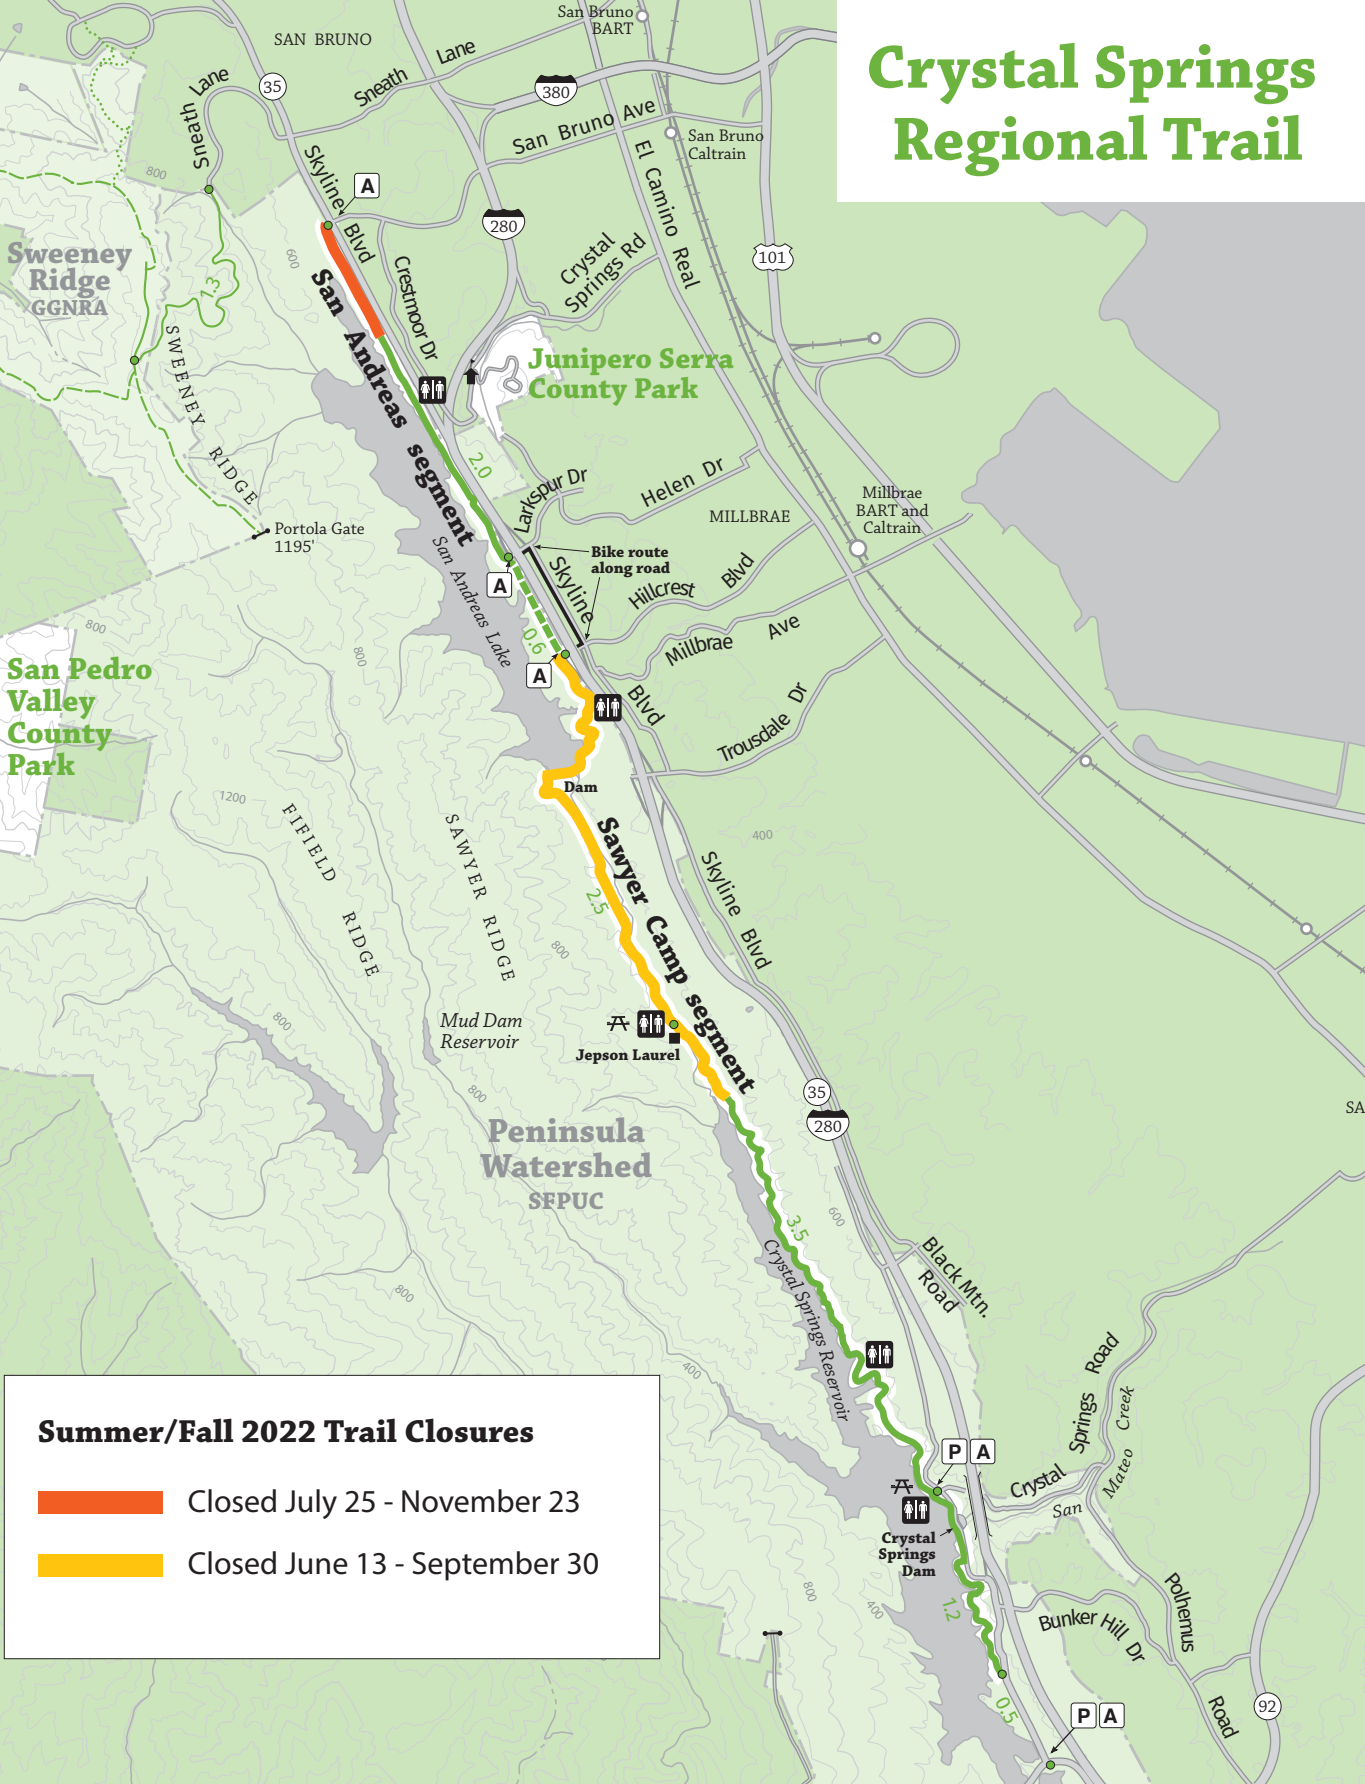 Crystal Springs
Regional Trail
San Bruno
BART
SAN BRUNO
Sneath Lane
35
Sneath Lane
380
San Bruno Ave
San Bruno
Caltrain
El Camino Real
800
Skyline Blvd
A
280
Crystal
Springs Rd
101
Sweeney
Ridge
GGNRA
600
1.3
San Andreas segment
Crestmoor Dr
SWEENEY RIDGE
Junipero Serra
County Park
2.0
Larkspur Dr
Helen Dr
MILLBRAE
Millbrae
BART and
Caltrain
Portola Gate
1195'
San Andreas Lake
Bike route
along road
A
Skyline Blvd
Hillcrest Blvd
0.6
Millbrae Ave
A
800
800
San Pedro
Valley
County
Park
Trousdale Dr
Dam
1200
FIFIELD RIDGE
SAWYER RIDGE
Sawyer Camp segment
400
Skyline Blvd
2.5
800
800
Mud Dam
Reservoir
Jepson Laurel
800
35
280
SA
Peninsula
Watershed
SFPUC
3.5
600
Crystal Springs Reservoir
Black Mtn.
Road
800
400
Crystal Springs Road
San Mateo Creek
P A
Crystal
Springs
Dam
1.2
800
400
Bunker Hill Dr
Polhemus Road
92
0.5
P A
Summer/Fall 2022 Trail Closures
Closed July 25 - November 23
Closed June 13 - September 30